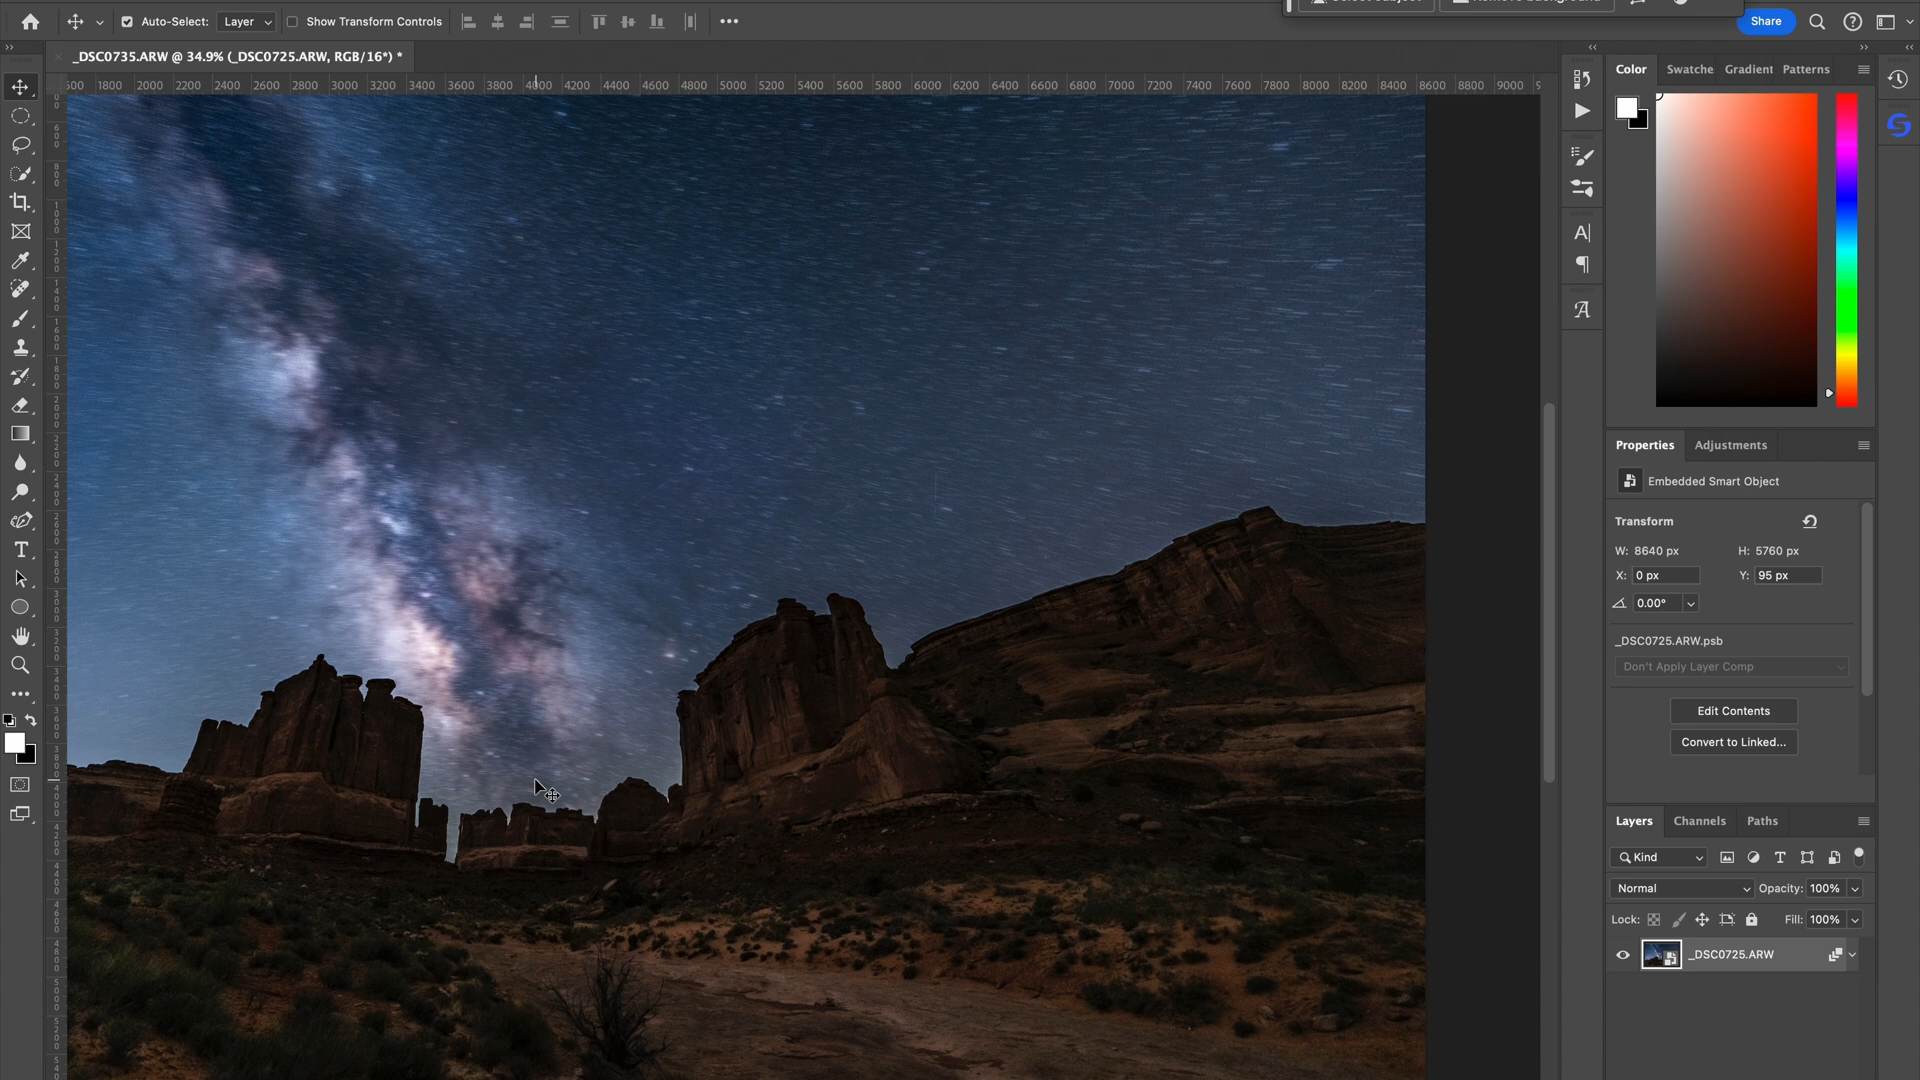 Auto-Select:
Layer
Show Transform Controls
Share
_DSC0735.ARW @ 34.9% (_DSC0725.ARW, RGB/16*) *
1800 2000 2200 2400 2600 2800 3000 3200 3400 3600 3800 4000 4200 4400 4600 4800 5000 5200 5400 5600 5800 6000 6200 6400 6600 6800 7000 7200 7400 7600 7800 8000 8200 8400 8600 8800 9000
Color
Swatche
Gradient
Patterns
Properties
Adjustments
Embedded Smart Object
Transform
W: 8640 px
H: 5760 px
X: 0 px
Y: 95 px
0.00°
_DSC0725.ARW.psb
Don't Apply Layer Comp
Edit Contents
Convert to Linked...
Layers
Channels
Paths
Kind
Normal
Opacity: 100%
Lock:
Fill: 100%
_DSC0725.ARW